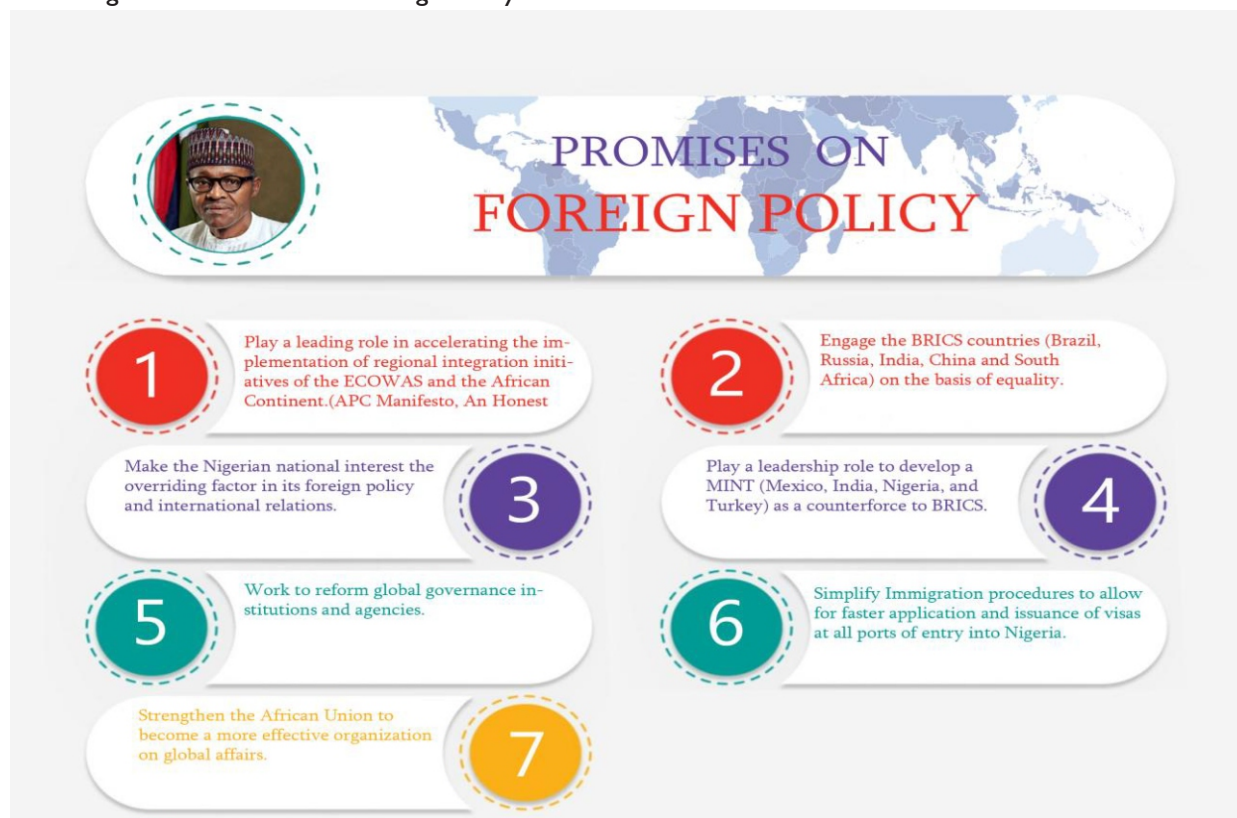 PROMISES ON
FOREIGN POLICY
1
Play a leading role in accelerating the im-
plementation of regional integration initi-
atives of the ECOWAS and the African
Continent.(APC Manifesto, An Honest
2
Engage the BRICS countries (Brazil,
Russia, India, China and South
Africa) on the basis of equality.
Make the Nigerian national interest the
overriding factor in its foreign policy
and international relations.
3
Play a leadership role to develop a
MINT (Mexico, India, Nigeria, and
Turkey) as a counterforce to BRICS.
4
5
Work to reform global governance in-
stitutions and agencies.
6
Simplify Immigration procedures to allow
for faster application and issuance of visas
at all ports of entry into Nigeria.
Strengthen the African Union to
become a more effective organization
on global affairs.
7